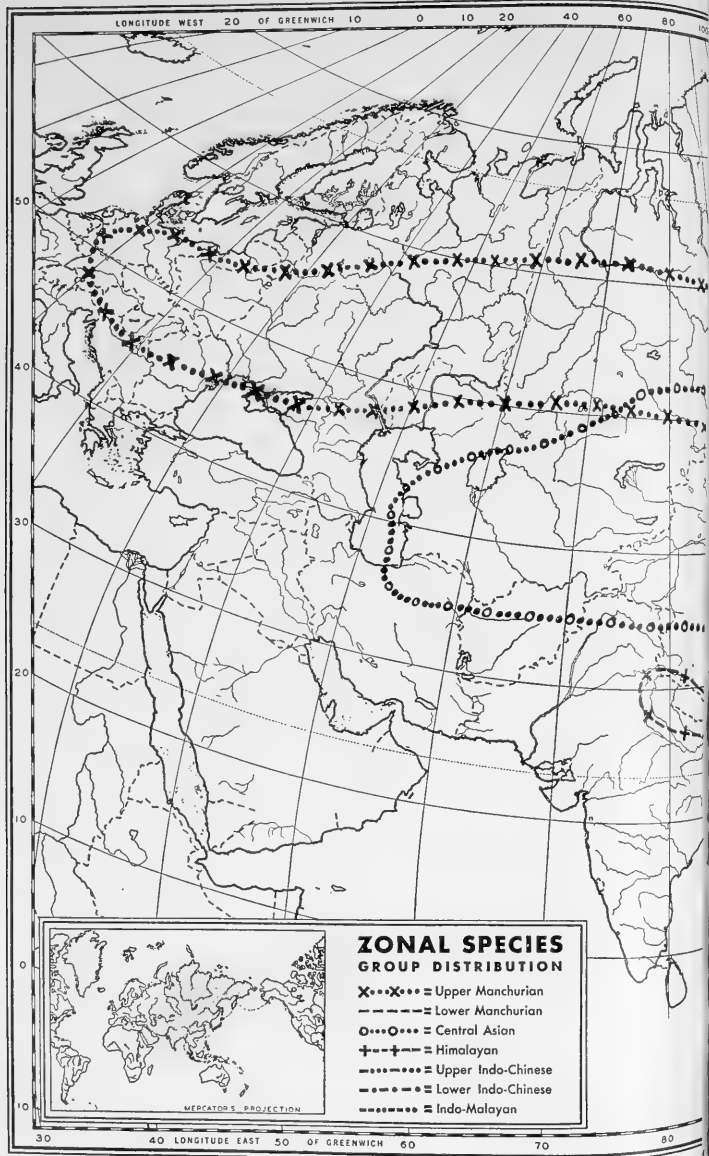 LONGITUDE WEST 20 OF GREENWICH 10 0 10 20 40 60 80 100
50
40
30
20
10
0
10
ZONAL SPECIES
GROUP DISTRIBUTION
X•••X••• = Upper Manchurian
------- = Lower Manchurian
O•••O••• = Central Asian
+--+-- = Himalayan
= Upper Indo-Chinese
= Lower Indo-Chinese
= Indo-Malayan
MERCATORS PROJECTION
30 40 LONGITUDE EAST 50 OF GREENWICH 60 70 80